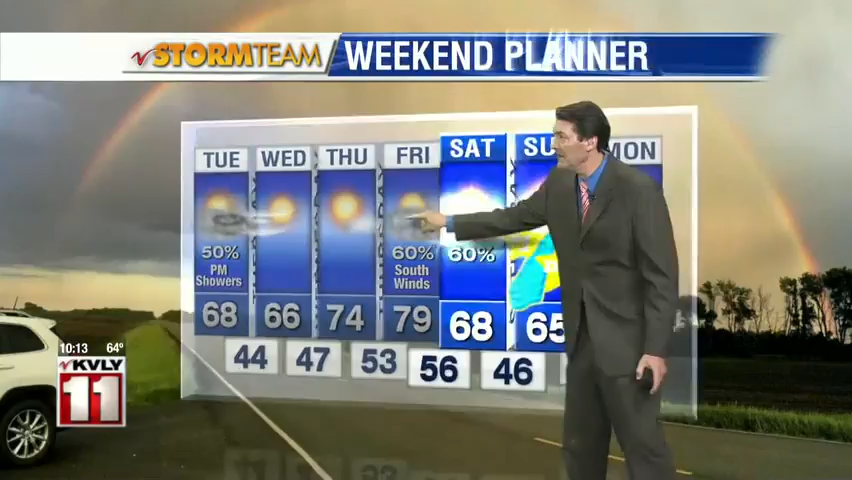 STORMTEAM
WEEKEND PLANNER
TUE WED THU FRI SAT SU MON
50% 60% 60%
PM Showers South Winds
68 66 74 79 68 65
44 47 53 56 46
10:13 64°
KVLY
11